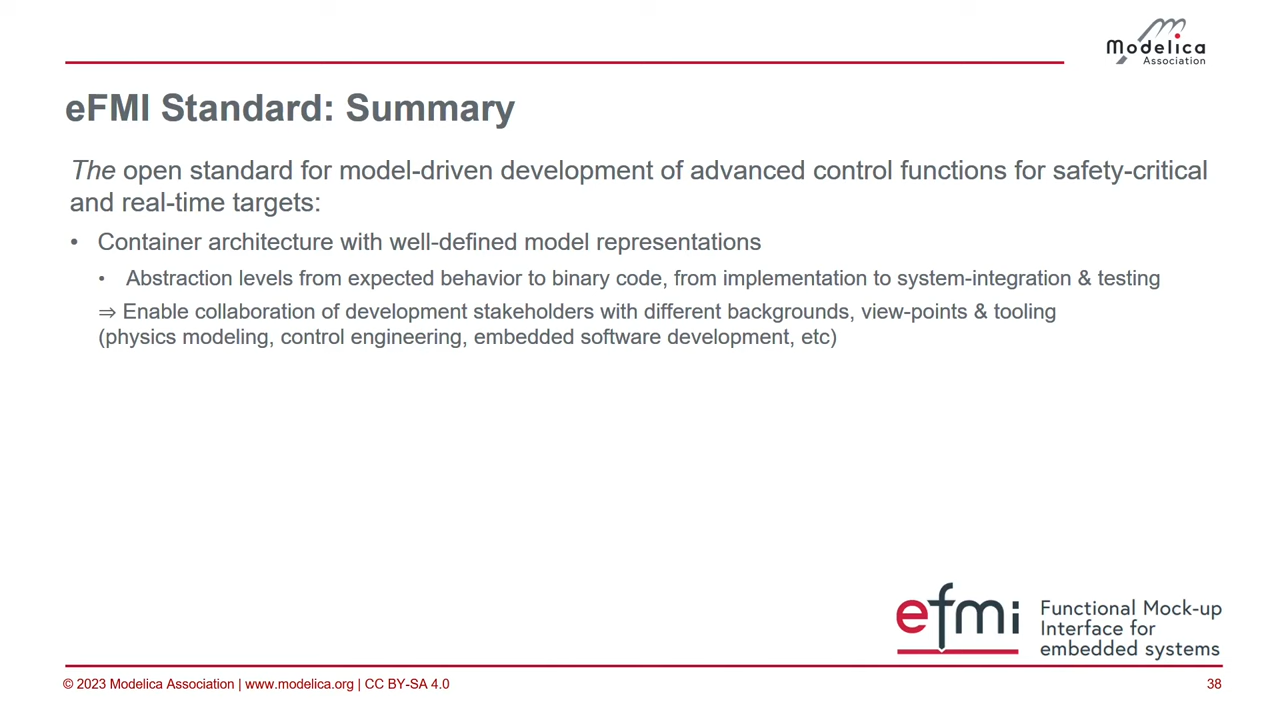 Modelica
Association
eFMI Standard: Summary
The open standard for model-driven development of advanced control functions for safety-critical
and real-time targets:
• Container architecture with well-defined model representations
• Abstraction levels from expected behavior to binary code, from implementation to system-integration & testing
⇒ Enable collaboration of development stakeholders with different backgrounds, view-points & tooling
(physics modeling, control engineering, embedded software development, etc)
efmi
Functional Mock-up
Interface for
embedded systems
© 2023 Modelica Association | www.modelica.org | CC BY-SA 4.0
38